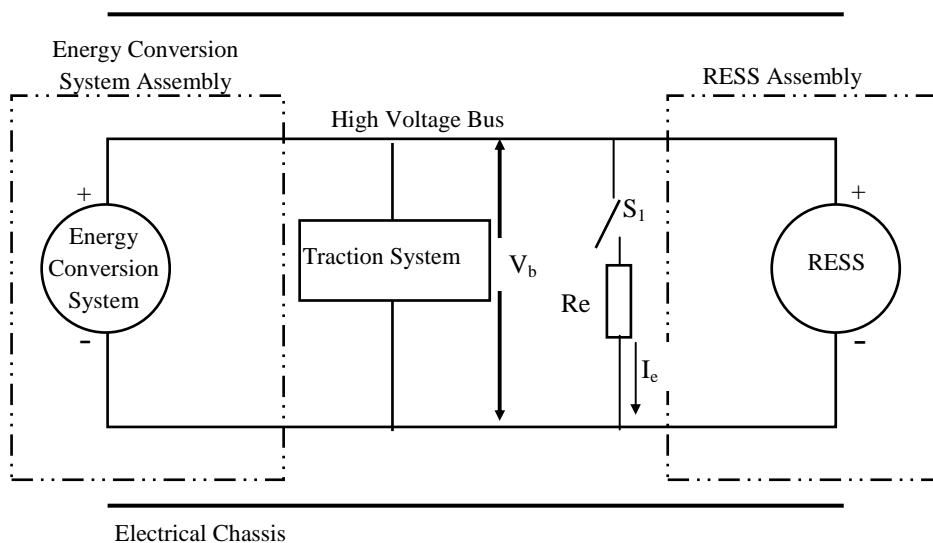 Energy Conversion
System Assembly
RESS Assembly
High Voltage Bus
+
+
S1
Energy
Conversion
System
Traction System
Vb
Re
RESS
-
-
Ie
Electrical Chassis